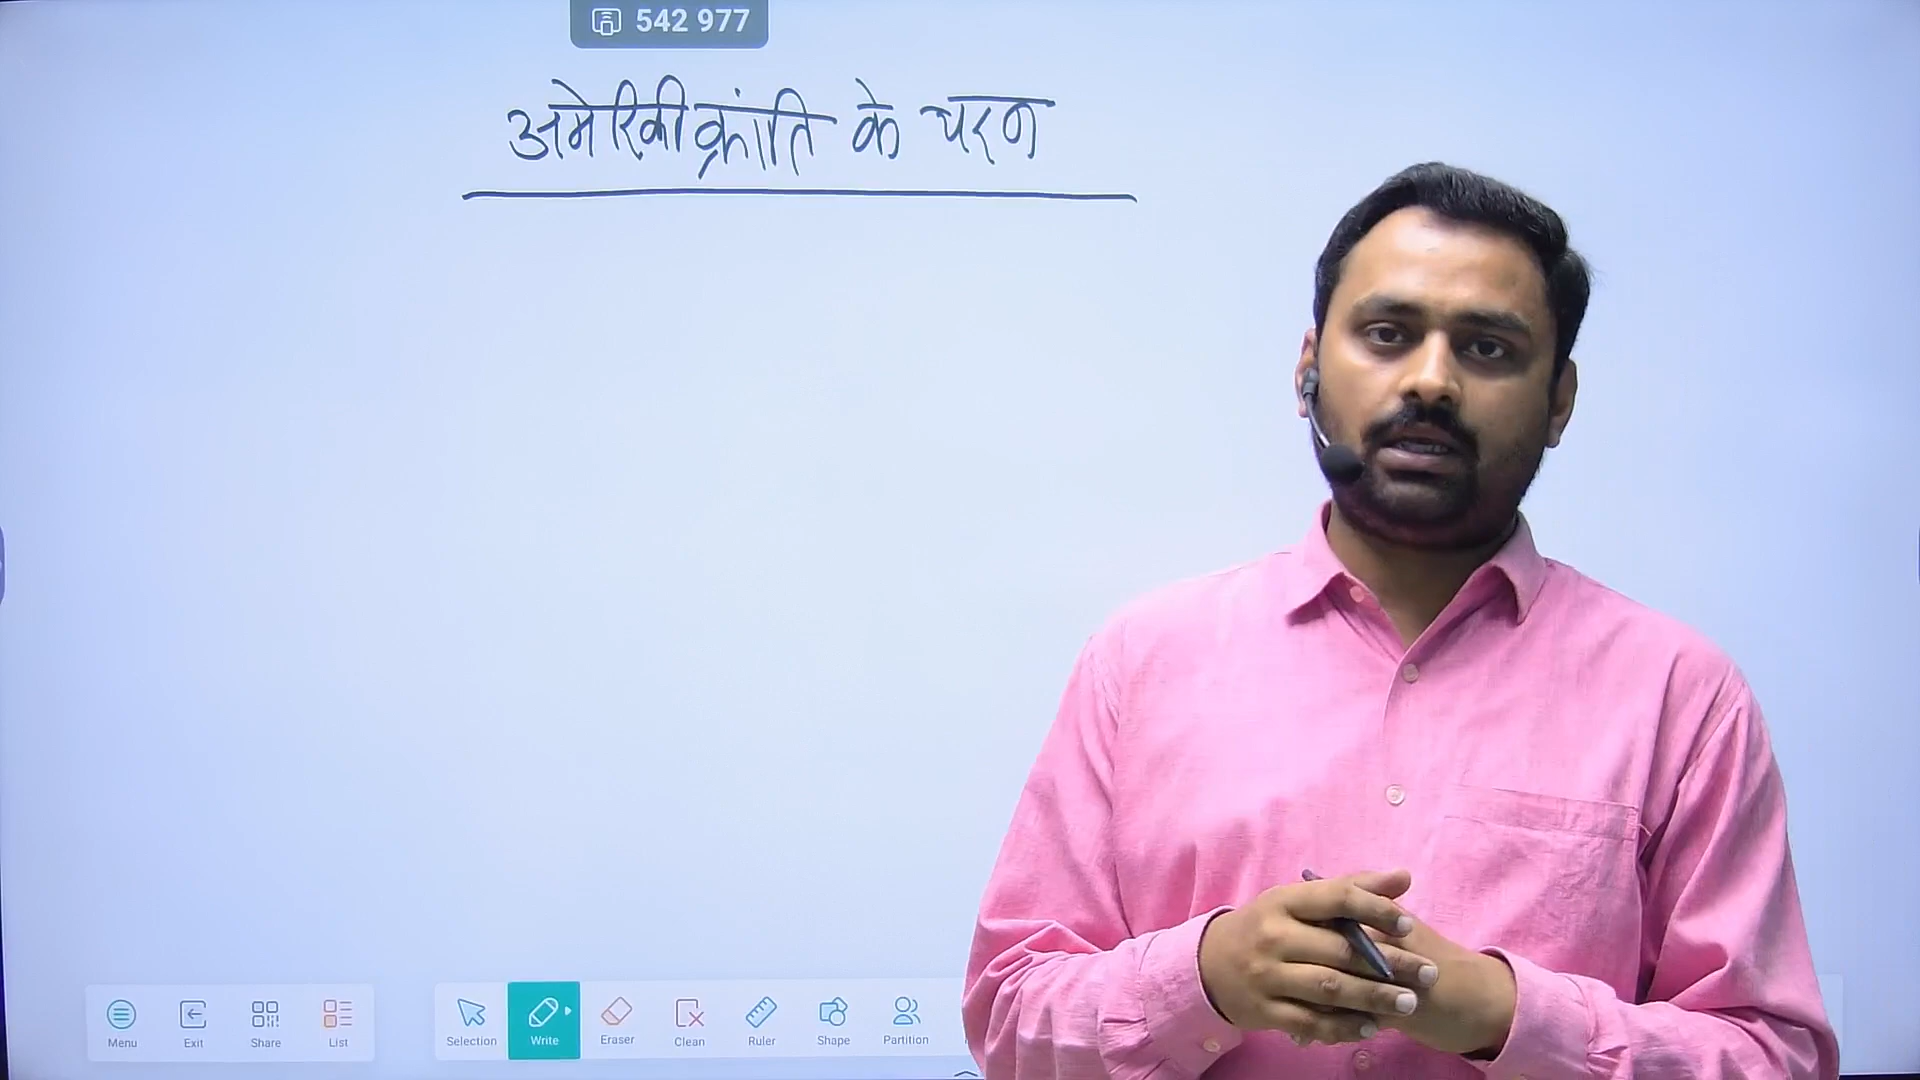 542 977
अमेरिकी क्रांति के चरण
Menu Exit Share List Selection Write Eraser Clean Ruler Shape Partition